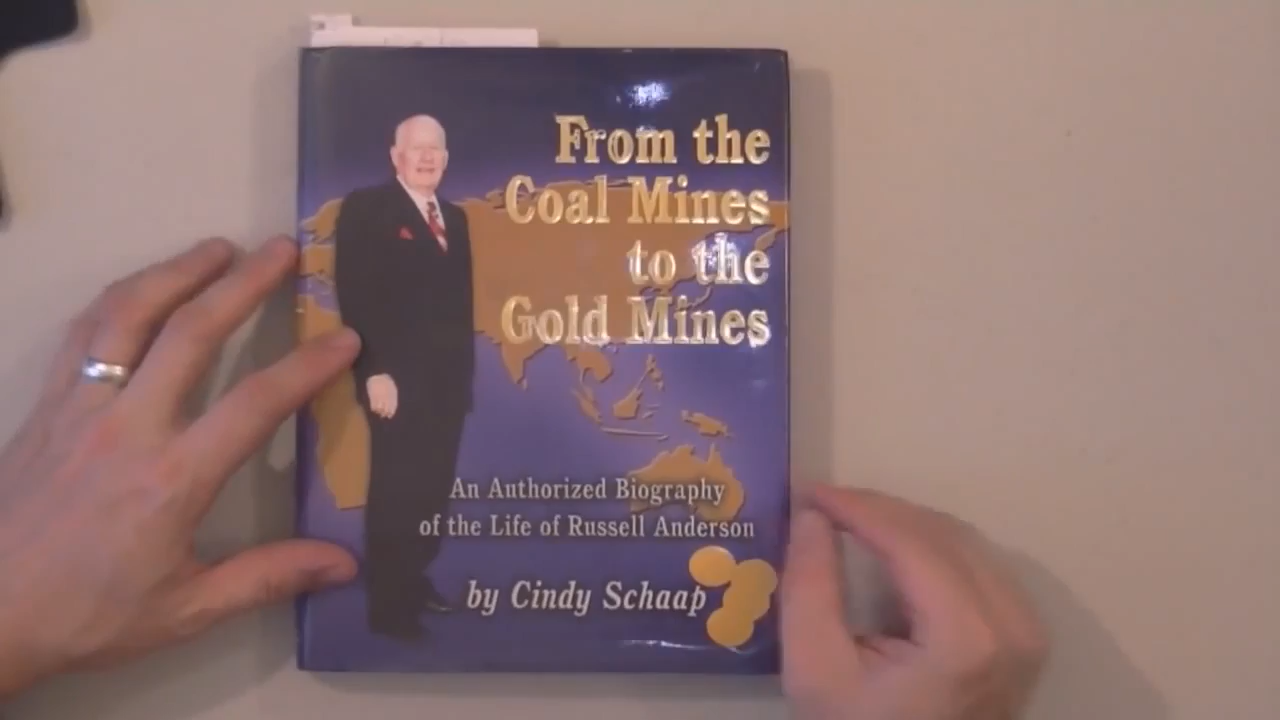 From the
Coal Mines
to the
Gold Mines
An Authorized Biography
of the Life of Russell Anderson
by Cindy Schaap